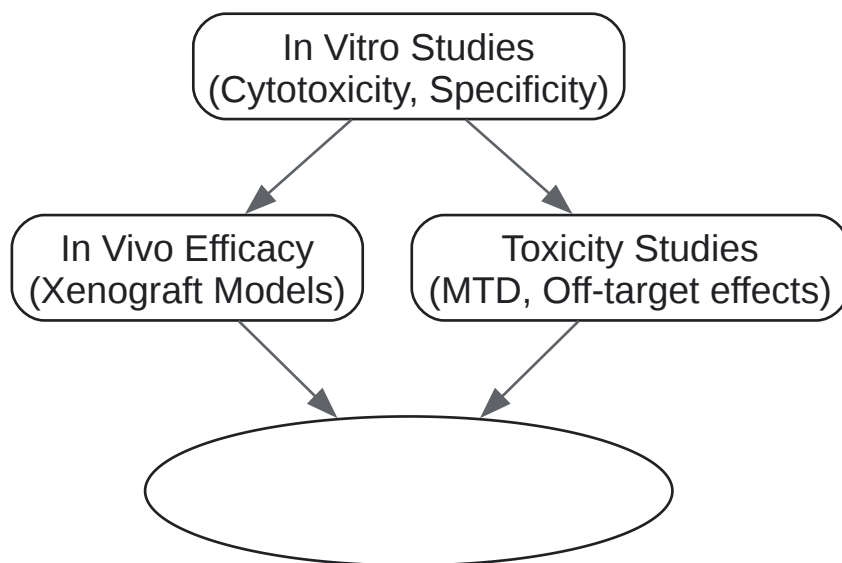 In Vitro Studies
(Cytotoxicity, Specificity)
In Vivo Efficacy
(Xenograft Models)
Toxicity Studies
(MTD, Off-target effects)